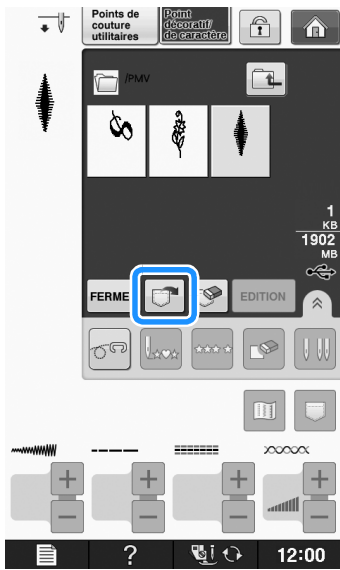 Points de
couture
utilitaires
Point
décoratif/
de caractère
/PMV
1
KB
1902
MB
FERME
EDITION
?
12:00